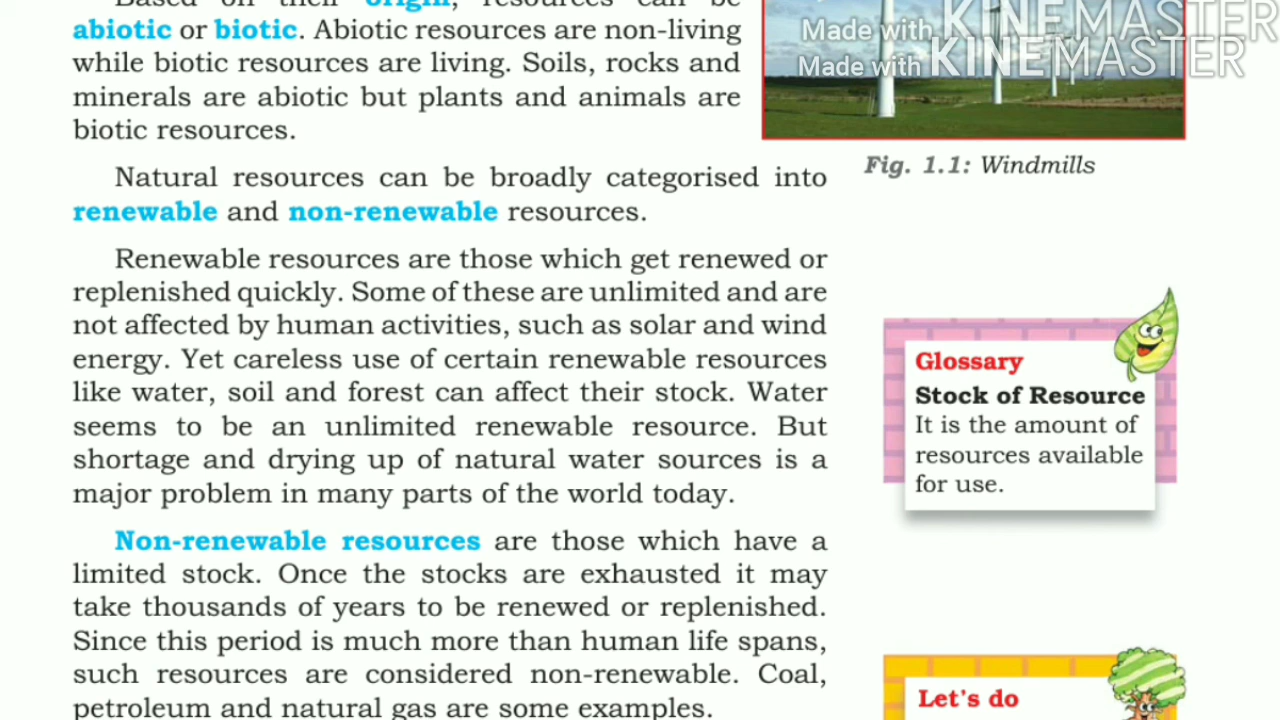 Based on their origin, resources can be
abiotic or biotic. Abiotic resources are non-living
while biotic resources are living. Soils, rocks and
minerals are abiotic but plants and animals are
biotic resources.
Natural resources can be broadly categorised into
renewable and non-renewable resources.
Renewable resources are those which get renewed or
replenished quickly. Some of these are unlimited and are
not affected by human activities, such as solar and wind
energy. Yet careless use of certain renewable resources
like water, soil and forest can affect their stock. Water
seems to be an unlimited renewable resource. But
shortage and drying up of natural water sources is a
major problem in many parts of the world today.
Non-renewable resources are those which have a
limited stock. Once the stocks are exhausted it may
take thousands of years to be renewed or replenished.
Since this period is much more than human life spans,
such resources are considered non-renewable. Coal,
petroleum and natural gas are some examples.
Made with KINEMASTER
Made with KINEMASTER
Fig. 1.1: Windmills
Glossary
Stock of Resource
It is the amount of
resources available
for use.
Let's do